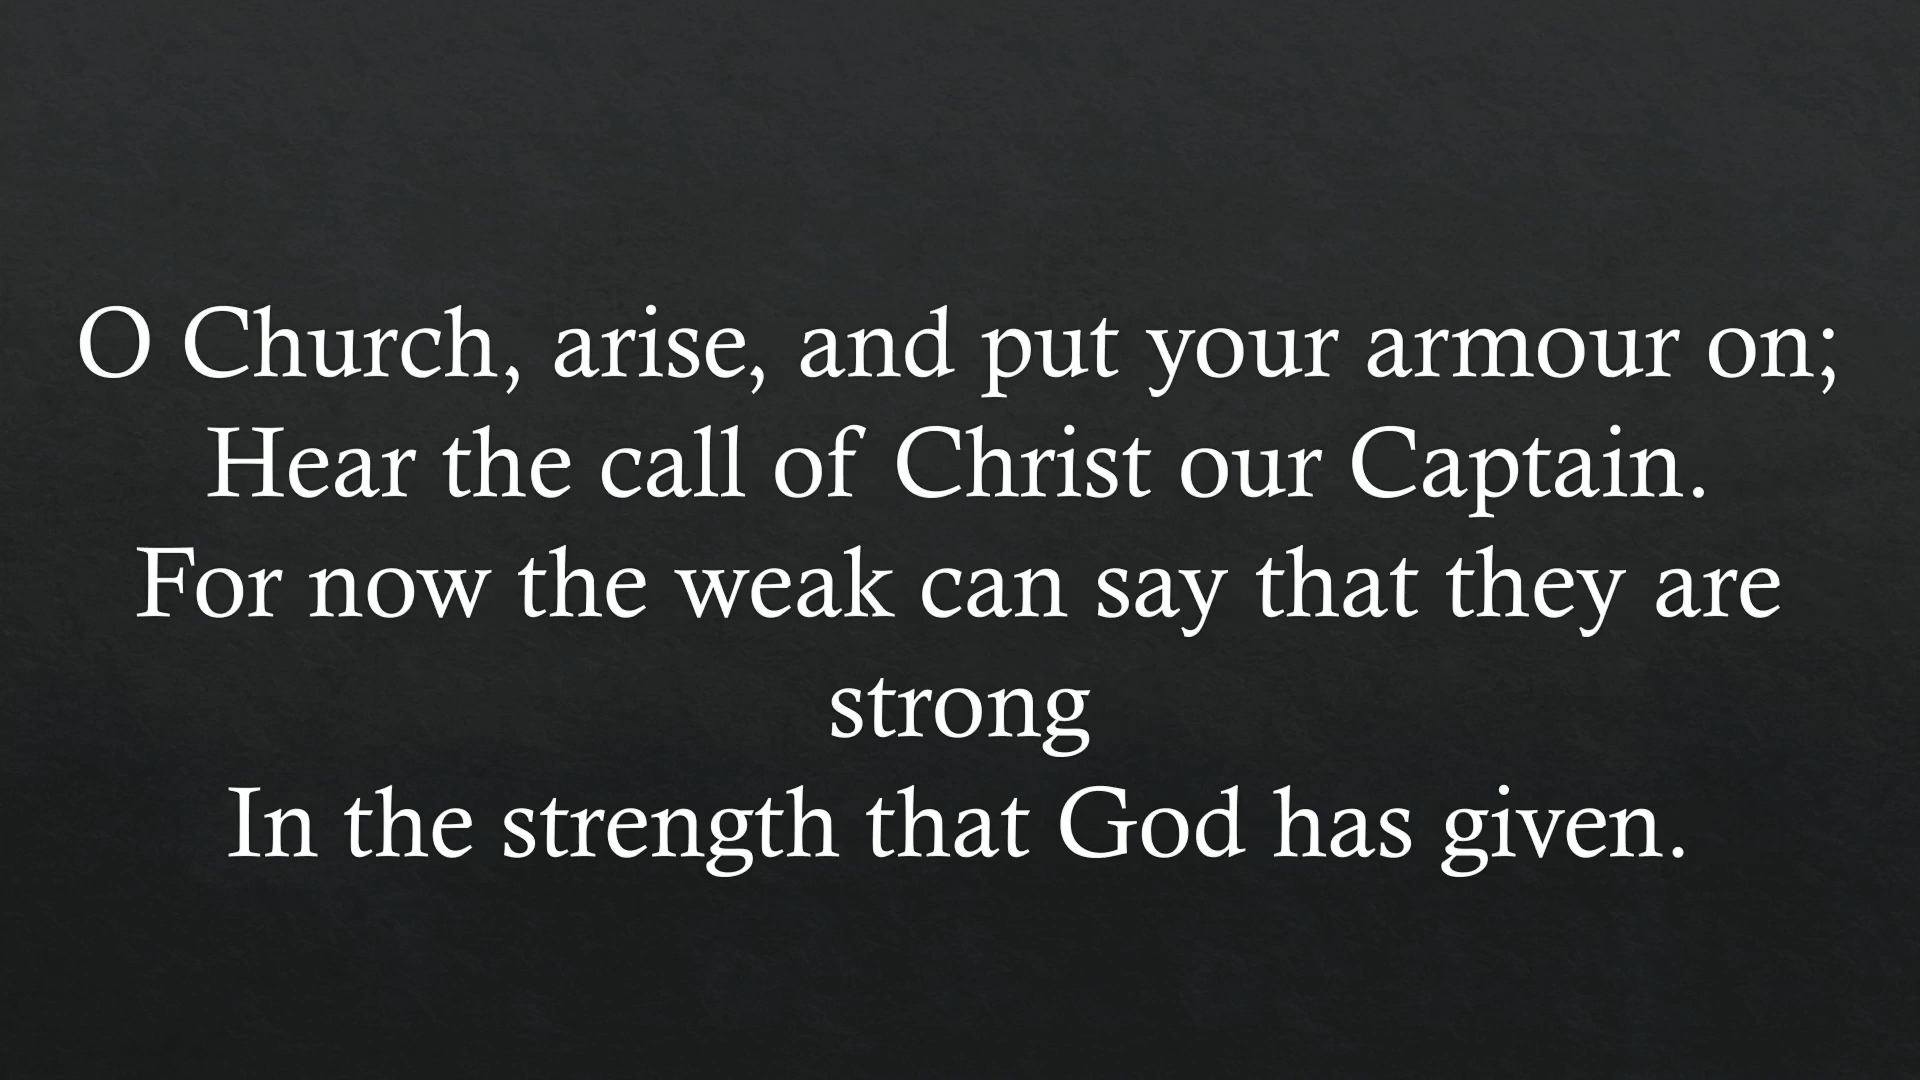 O Church, arise, and put your armour on;
Hear the call of Christ our Captain.
For now the weak can say that they are
strong
In the strength that God has given.